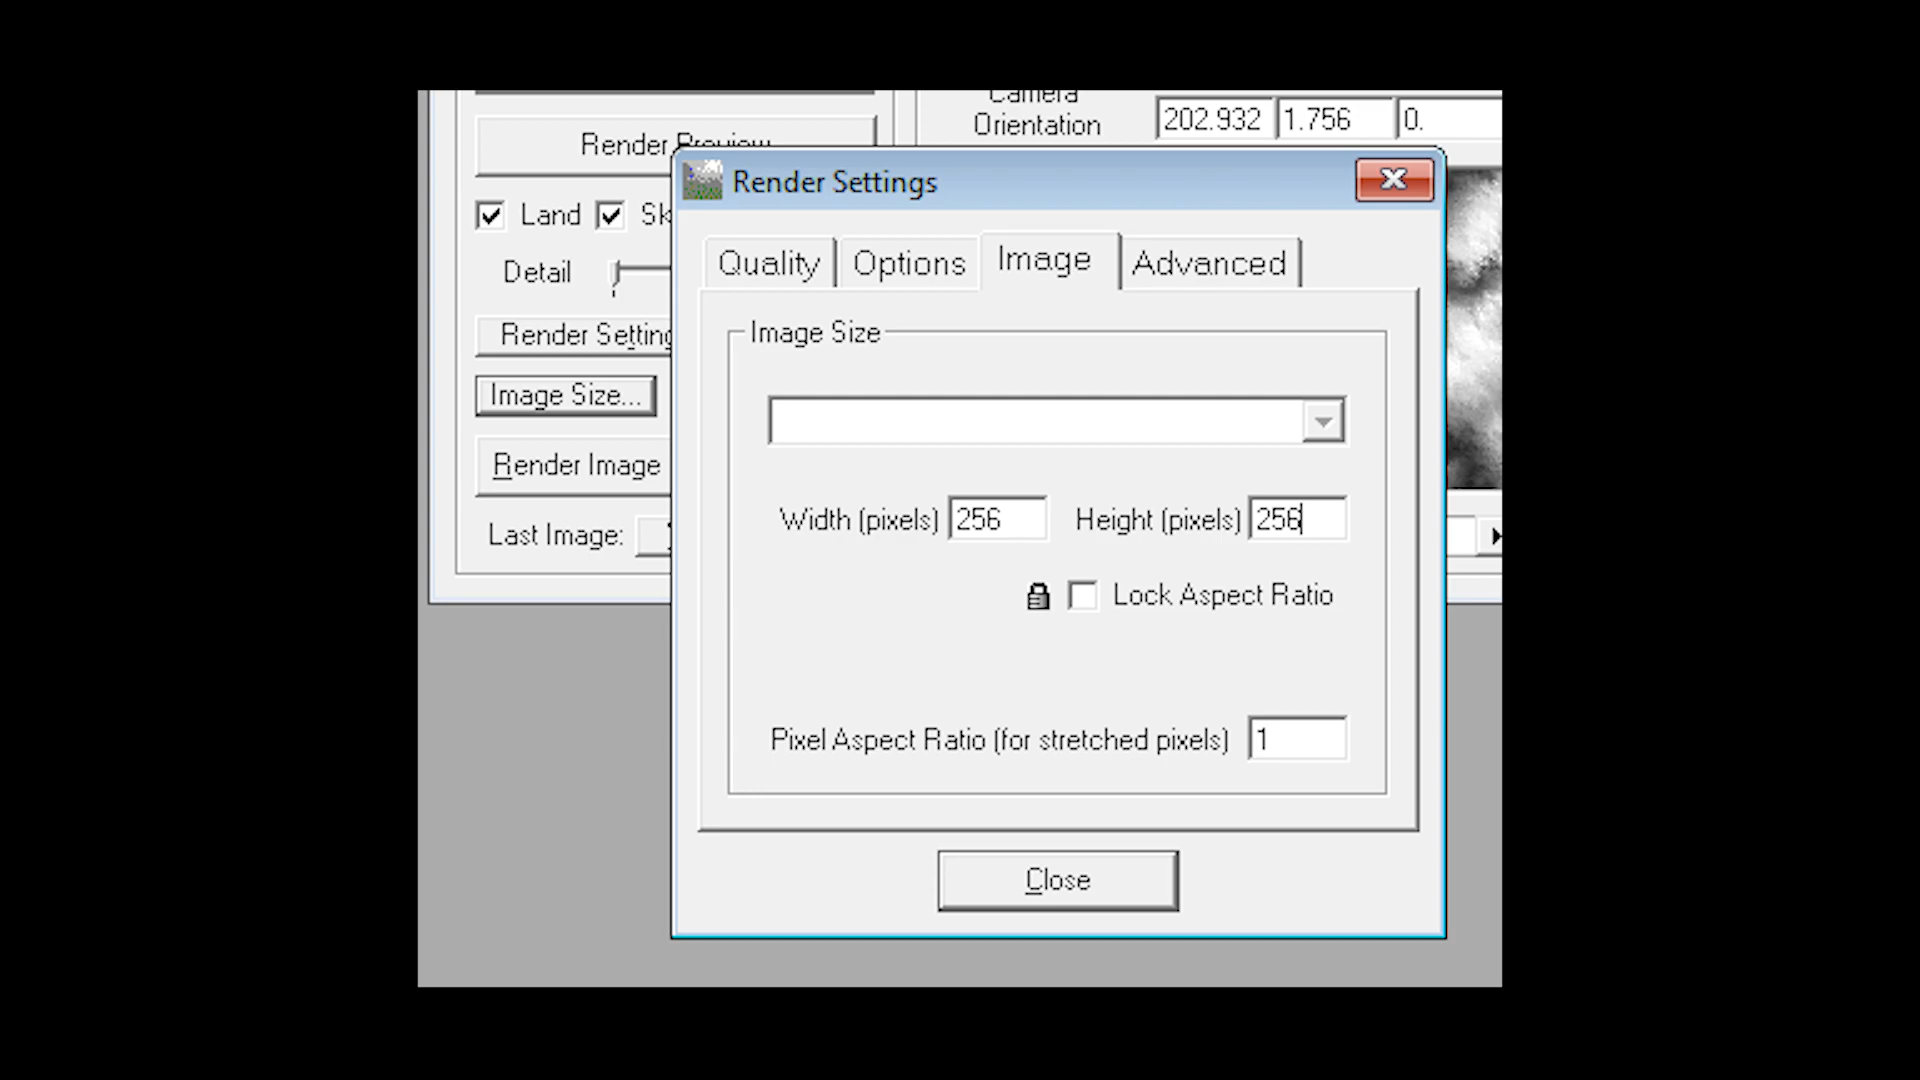 Camera
Orientation
202.932
1.756
0.
Render Preview
Land
Detail
Render Setting
Image Size...
Render Image
Last Image:
Render Settings
Quality
Options
Image
Advanced
Image Size
Width (pixels) 256 Height (pixels) 256
Lock Aspect Ratio
Pixel Aspect Ratio (for stretched pixels) 1
Close